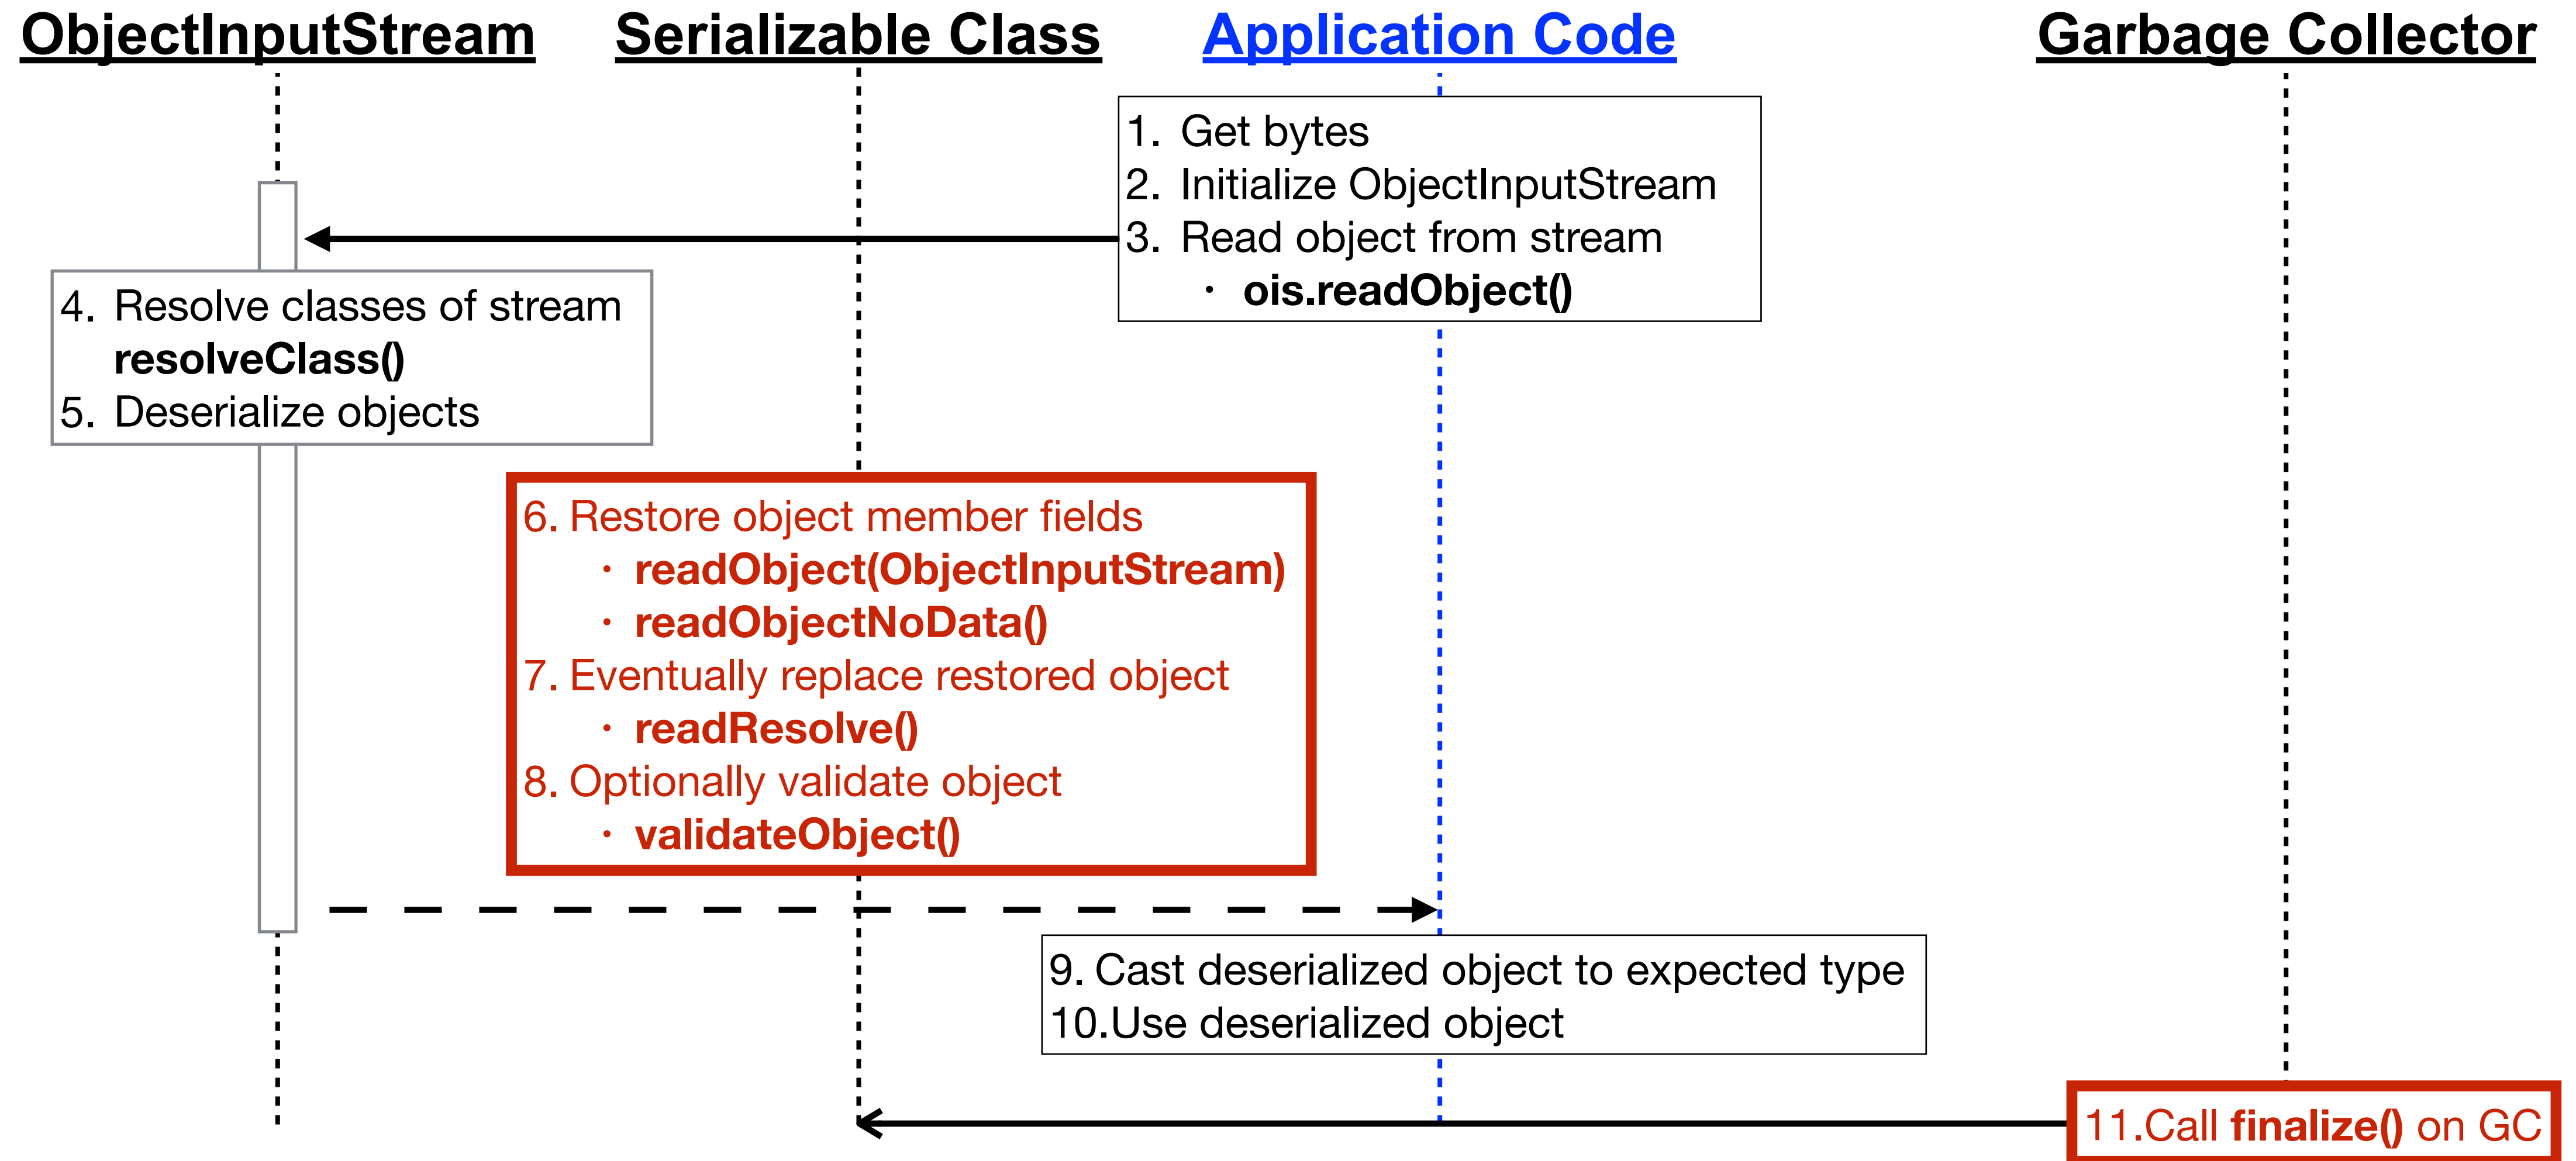 ObjectInputStream
Serializable Class
Application Code
Garbage Collector
1. Get bytes
2. Initialize ObjectInputStream
3. Read object from stream
· ois.readObject()
4. Resolve classes of stream
resolveClass()
5. Deserialize objects
6. Restore object member fields
· readObject(ObjectInputStream)
· readObjectNoData()
7. Eventually replace restored object
· readResolve()
8. Optionally validate object
· validateObject()
9. Cast deserialized object to expected type
10.Use deserialized object
11.Call finalize() on GC